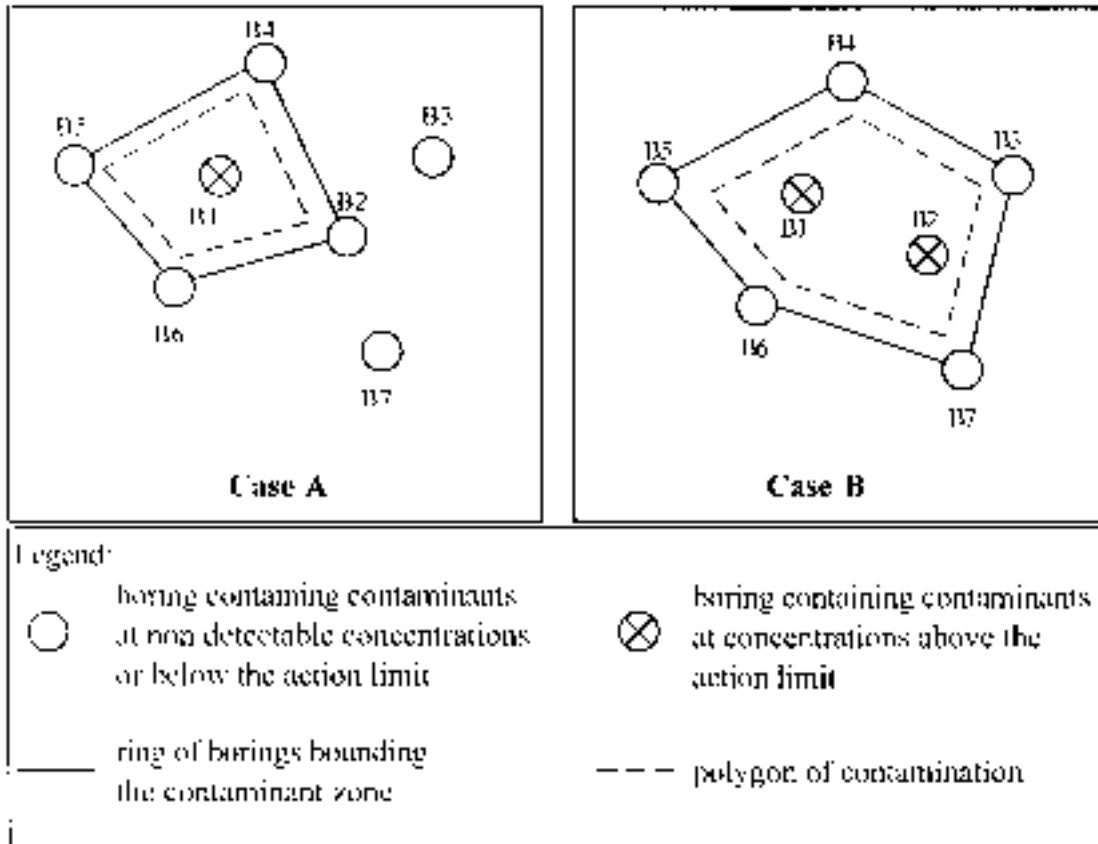 B4
B3
B5
B1
B2
B6
B7
Case A
B4
B3
B5
B2
B1
B6
B7
Case B
Legend:
boring containing contaminants
at non detectable concentrations
or below the action limit
boring containing contaminants
at concentrations above the
action limit
ring of borings bounding
the contaminant zone
polygon of contamination